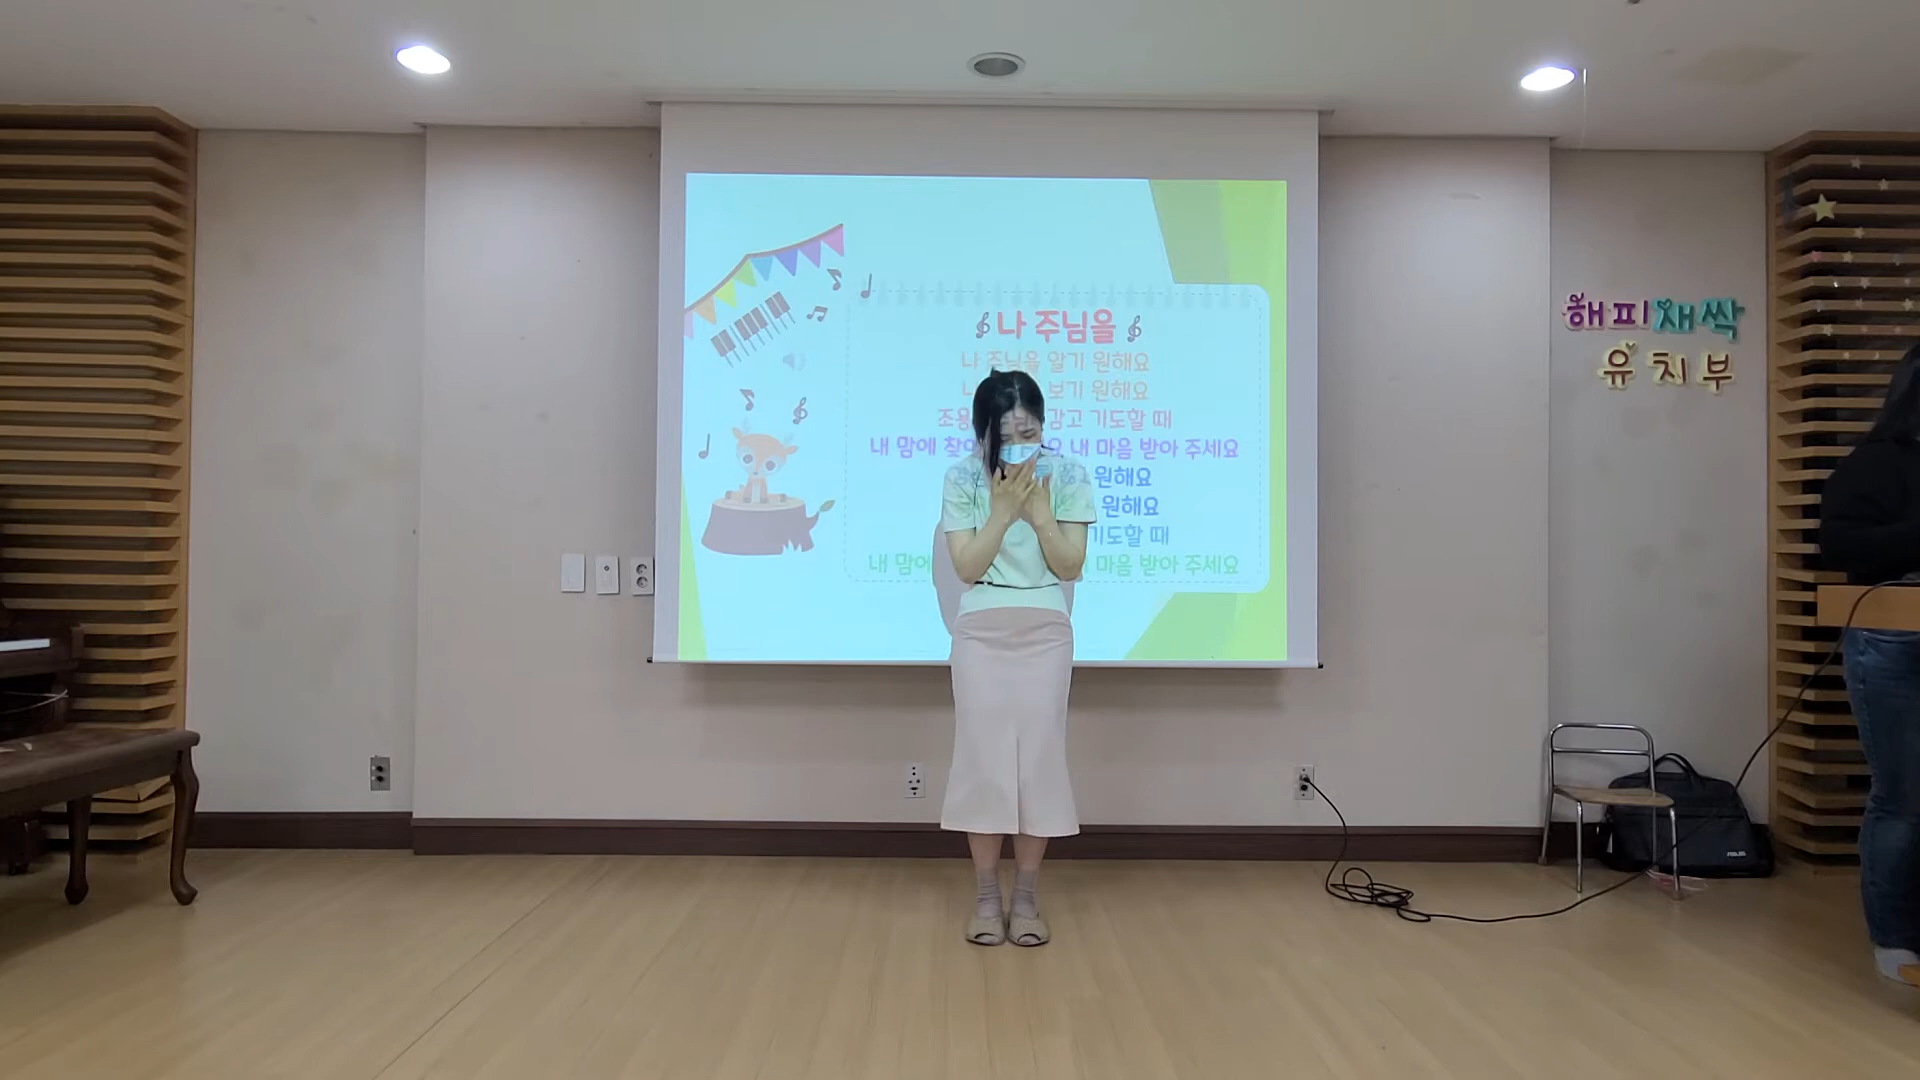 나 주님을
나 주님을 알기 원해요
나 보기 원해요
조용 감고 기도할 때
내 맘에 내 마음 받아 주세요
원해요
원해요
기도할 때
내 맘에 마음 받아 주세요
해피새싹
유치부
ASUS